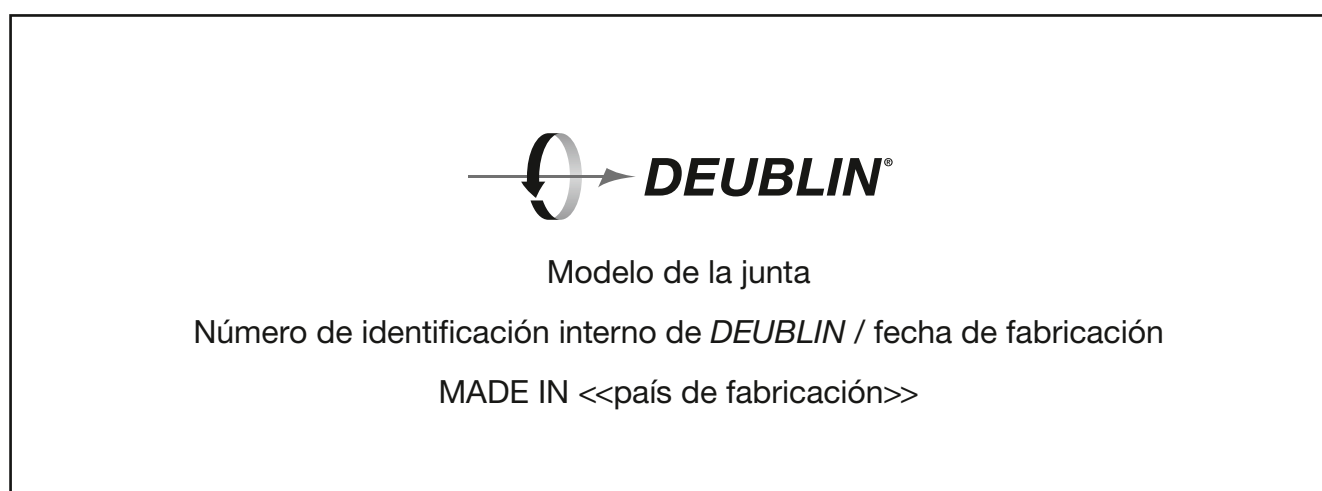 DEUBLIN®
Modelo de la junta
Número de identificación interno de DEUBLIN / fecha de fabricación
MADE IN <<país de fabricación>>